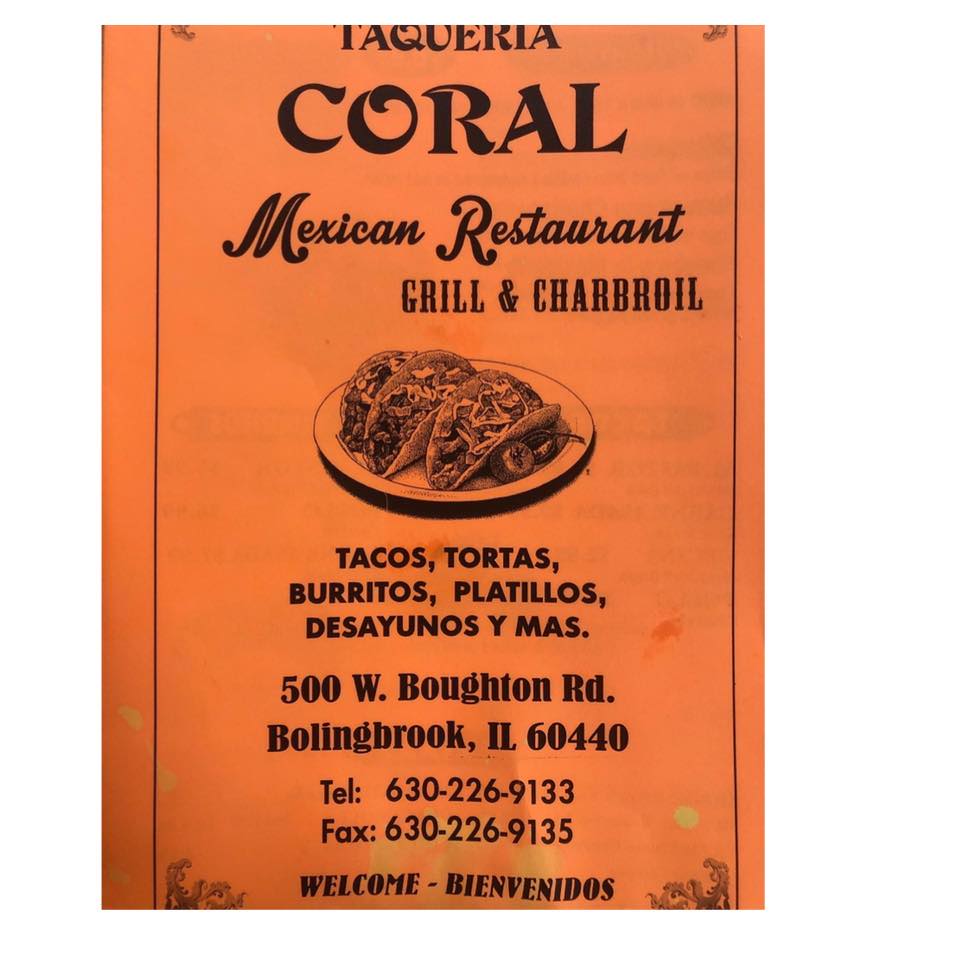 TAQUERIA
CORAL
Mexican Restaurant
GRILL & CHARBROIL
TACOS, TORTAS,
BURRITOS, PLATILLOS,
DESAYUNOS Y MAS.
500 W. Boughton Rd.
Bolingbrook, IL 60440
Tel: 630-226-9133
Fax: 630-226-9135
WELCOME - BIENVENIDOS